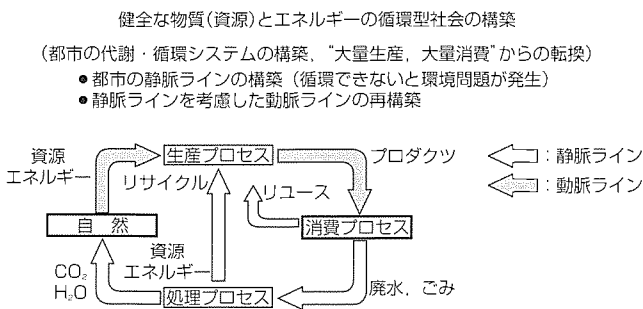 健全な物質(資源)とエネルギーの循環型社会の構築
(都市の代謝・循環システムの構築，“大量生産，大量消費”からの転換)
●都市の静脈ラインの構築（循環できないと環境問題が発生）
●静脈ラインを考慮した動脈ラインの再構築
資源
エネルギー
生産プロセス
プロダクツ
：静脈ライン
：動脈ライン
リサイクル
リユース
自　然
消費プロセス
資源
エネルギー
CO₂
H₂O
処理プロセス
廃水，ごみ